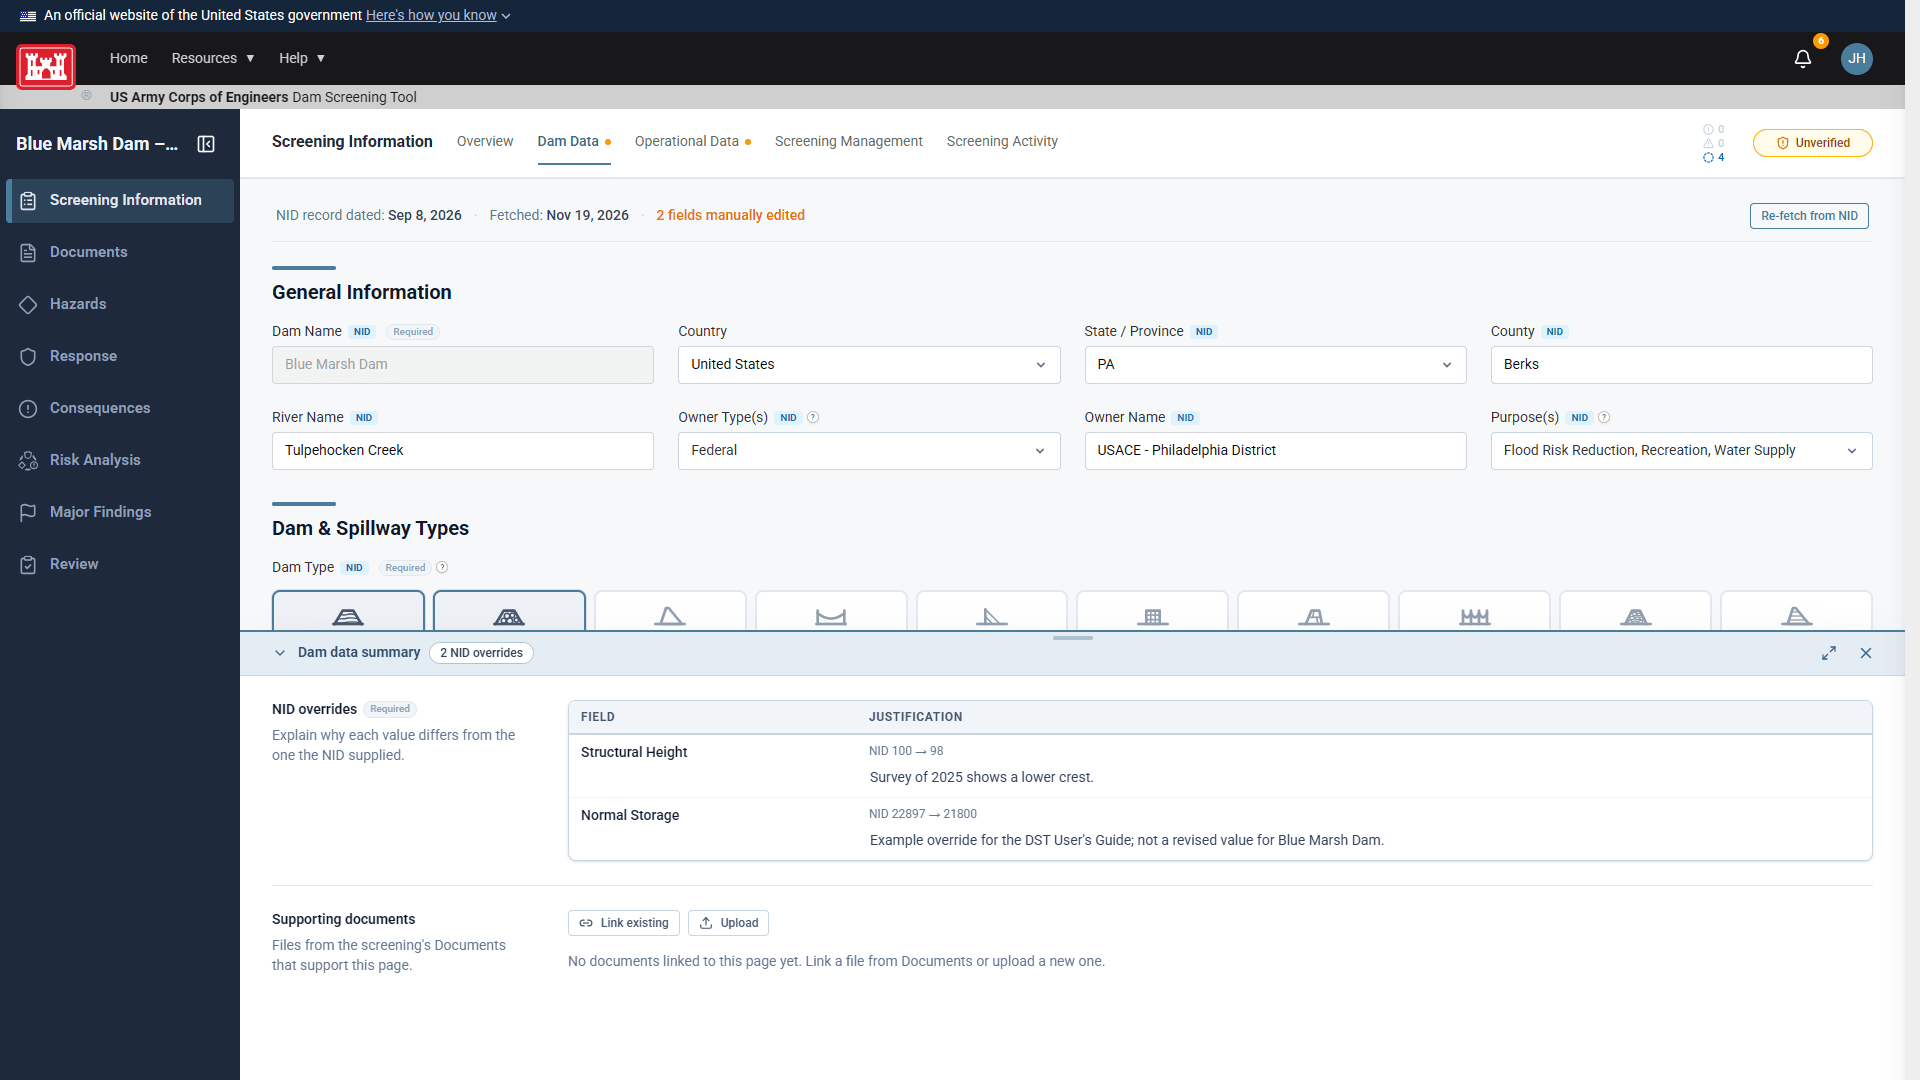 An official website of the United States government Here's how you know
Home Resources Help
6
JH
® US Army Corps of Engineers Dam Screening Tool
Blue Marsh Dam –...
Screening Information
Documents
Hazards
Response
Consequences
Risk Analysis
Major Findings
Review
Screening Information Overview Dam Data Operational Data Screening Management Screening Activity
0
0
4
Unverified
NID record dated: Sep 8, 2026 · Fetched: Nov 19, 2026 · 2 fields manually edited
Re-fetch from NID
General Information
Dam Name NID Required Country State / Province NID County NID
Blue Marsh Dam United States PA Berks
River Name NID Owner Type(s) NID ? Owner Name NID Purpose(s) NID ?
Tulpehocken Creek Federal USACE - Philadelphia District Flood Risk Reduction, Recreation, Water Supply
Dam & Spillway Types
Dam Type NID Required ?
Dam data summary 2 NID overrides
NID overrides Required
Explain why each value differs from the one the NID supplied.
FIELD JUSTIFICATION
Structural Height NID 100 → 98
Survey of 2025 shows a lower crest.
Normal Storage NID 22897 → 21800
Example override for the DST User's Guide; not a revised value for Blue Marsh Dam.
Supporting documents
Files from the screening's Documents that support this page.
Link existing Upload
No documents linked to this page yet. Link a file from Documents or upload a new one.